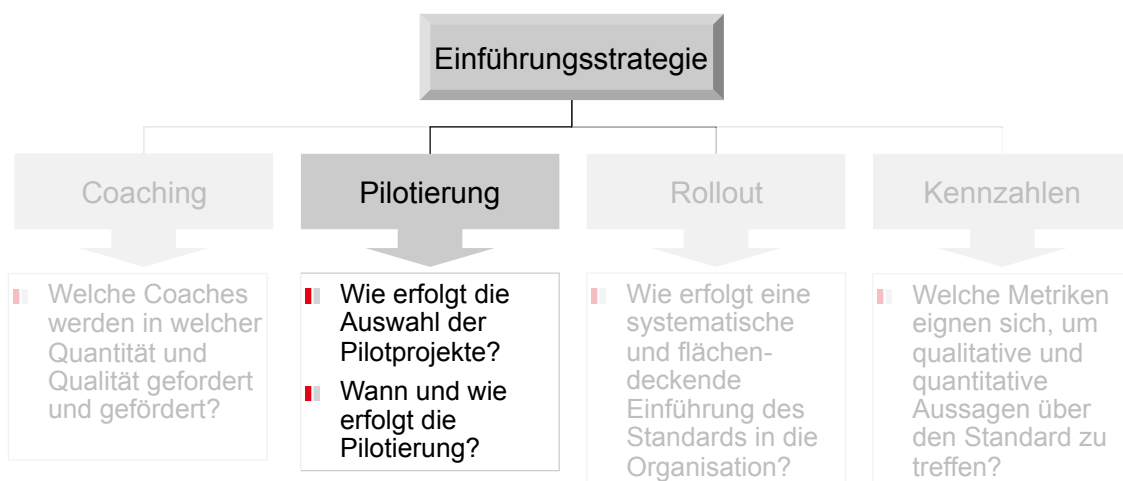 Einführungsstrategie
Coaching
Pilotierung
Rollout
Kennzahlen
Welche Coaches
werden in welcher
Quantität und
Qualität gefordert
und gefördert?
Wie erfolgt die
Auswahl der
Pilotprojekte?
Wann und wie
erfolgt die
Pilotierung?
Wie erfolgt eine
systematische
und flächen-
deckende
Einführung des
Standards in die
Organisation?
Welche Metriken
eignen sich, um
qualitative und
quantitative
Aussagen über
den Standard zu
treffen?